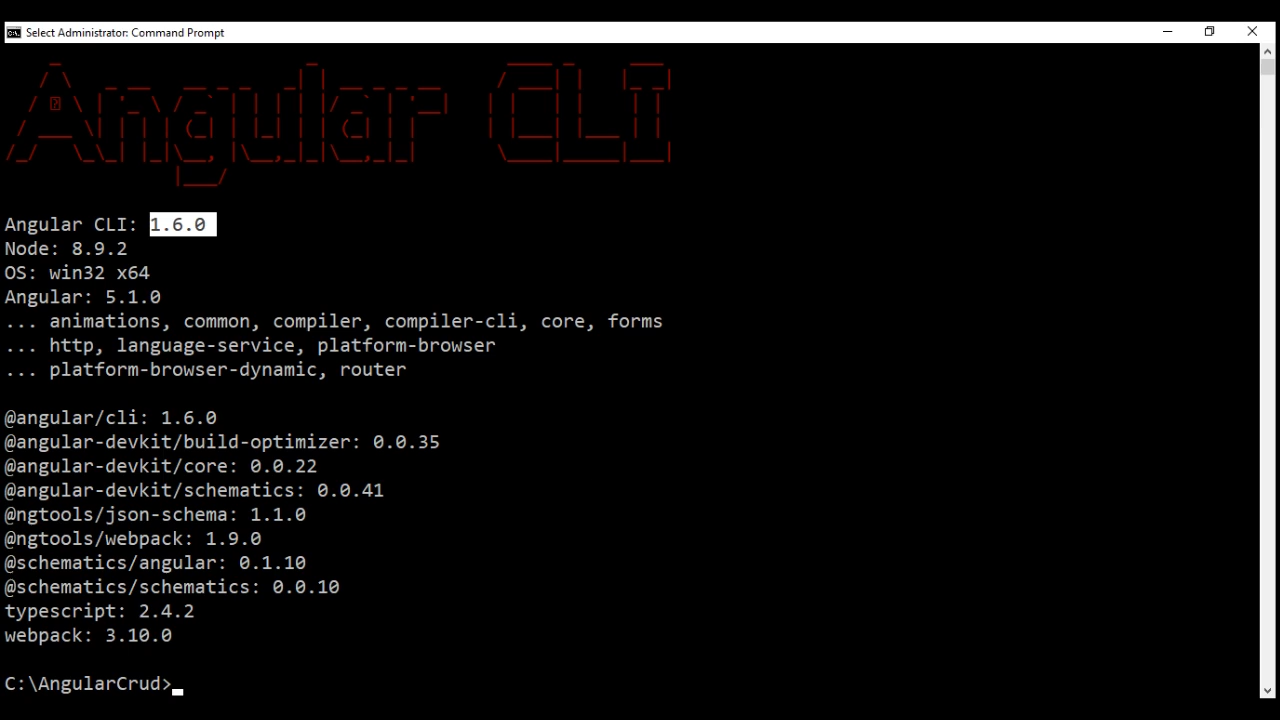 Select Administrator: Command Prompt
Angular CLI
Angular CLI: 1.6.0
Node: 8.9.2
OS: win32 x64
Angular: 5.1.0
... animations, common, compiler, compiler-cli, core, forms
... http, language-service, platform-browser
... platform-browser-dynamic, router
@angular/cli: 1.6.0
@angular-devkit/build-optimizer: 0.0.35
@angular-devkit/core: 0.0.22
@angular-devkit/schematics: 0.0.41
@ngtools/json-schema: 1.1.0
@ngtools/webpack: 1.9.0
@schematics/angular: 0.1.10
@schematics/schematics: 0.0.10
typescript: 2.4.2
webpack: 3.10.0
C:\AngularCrud>